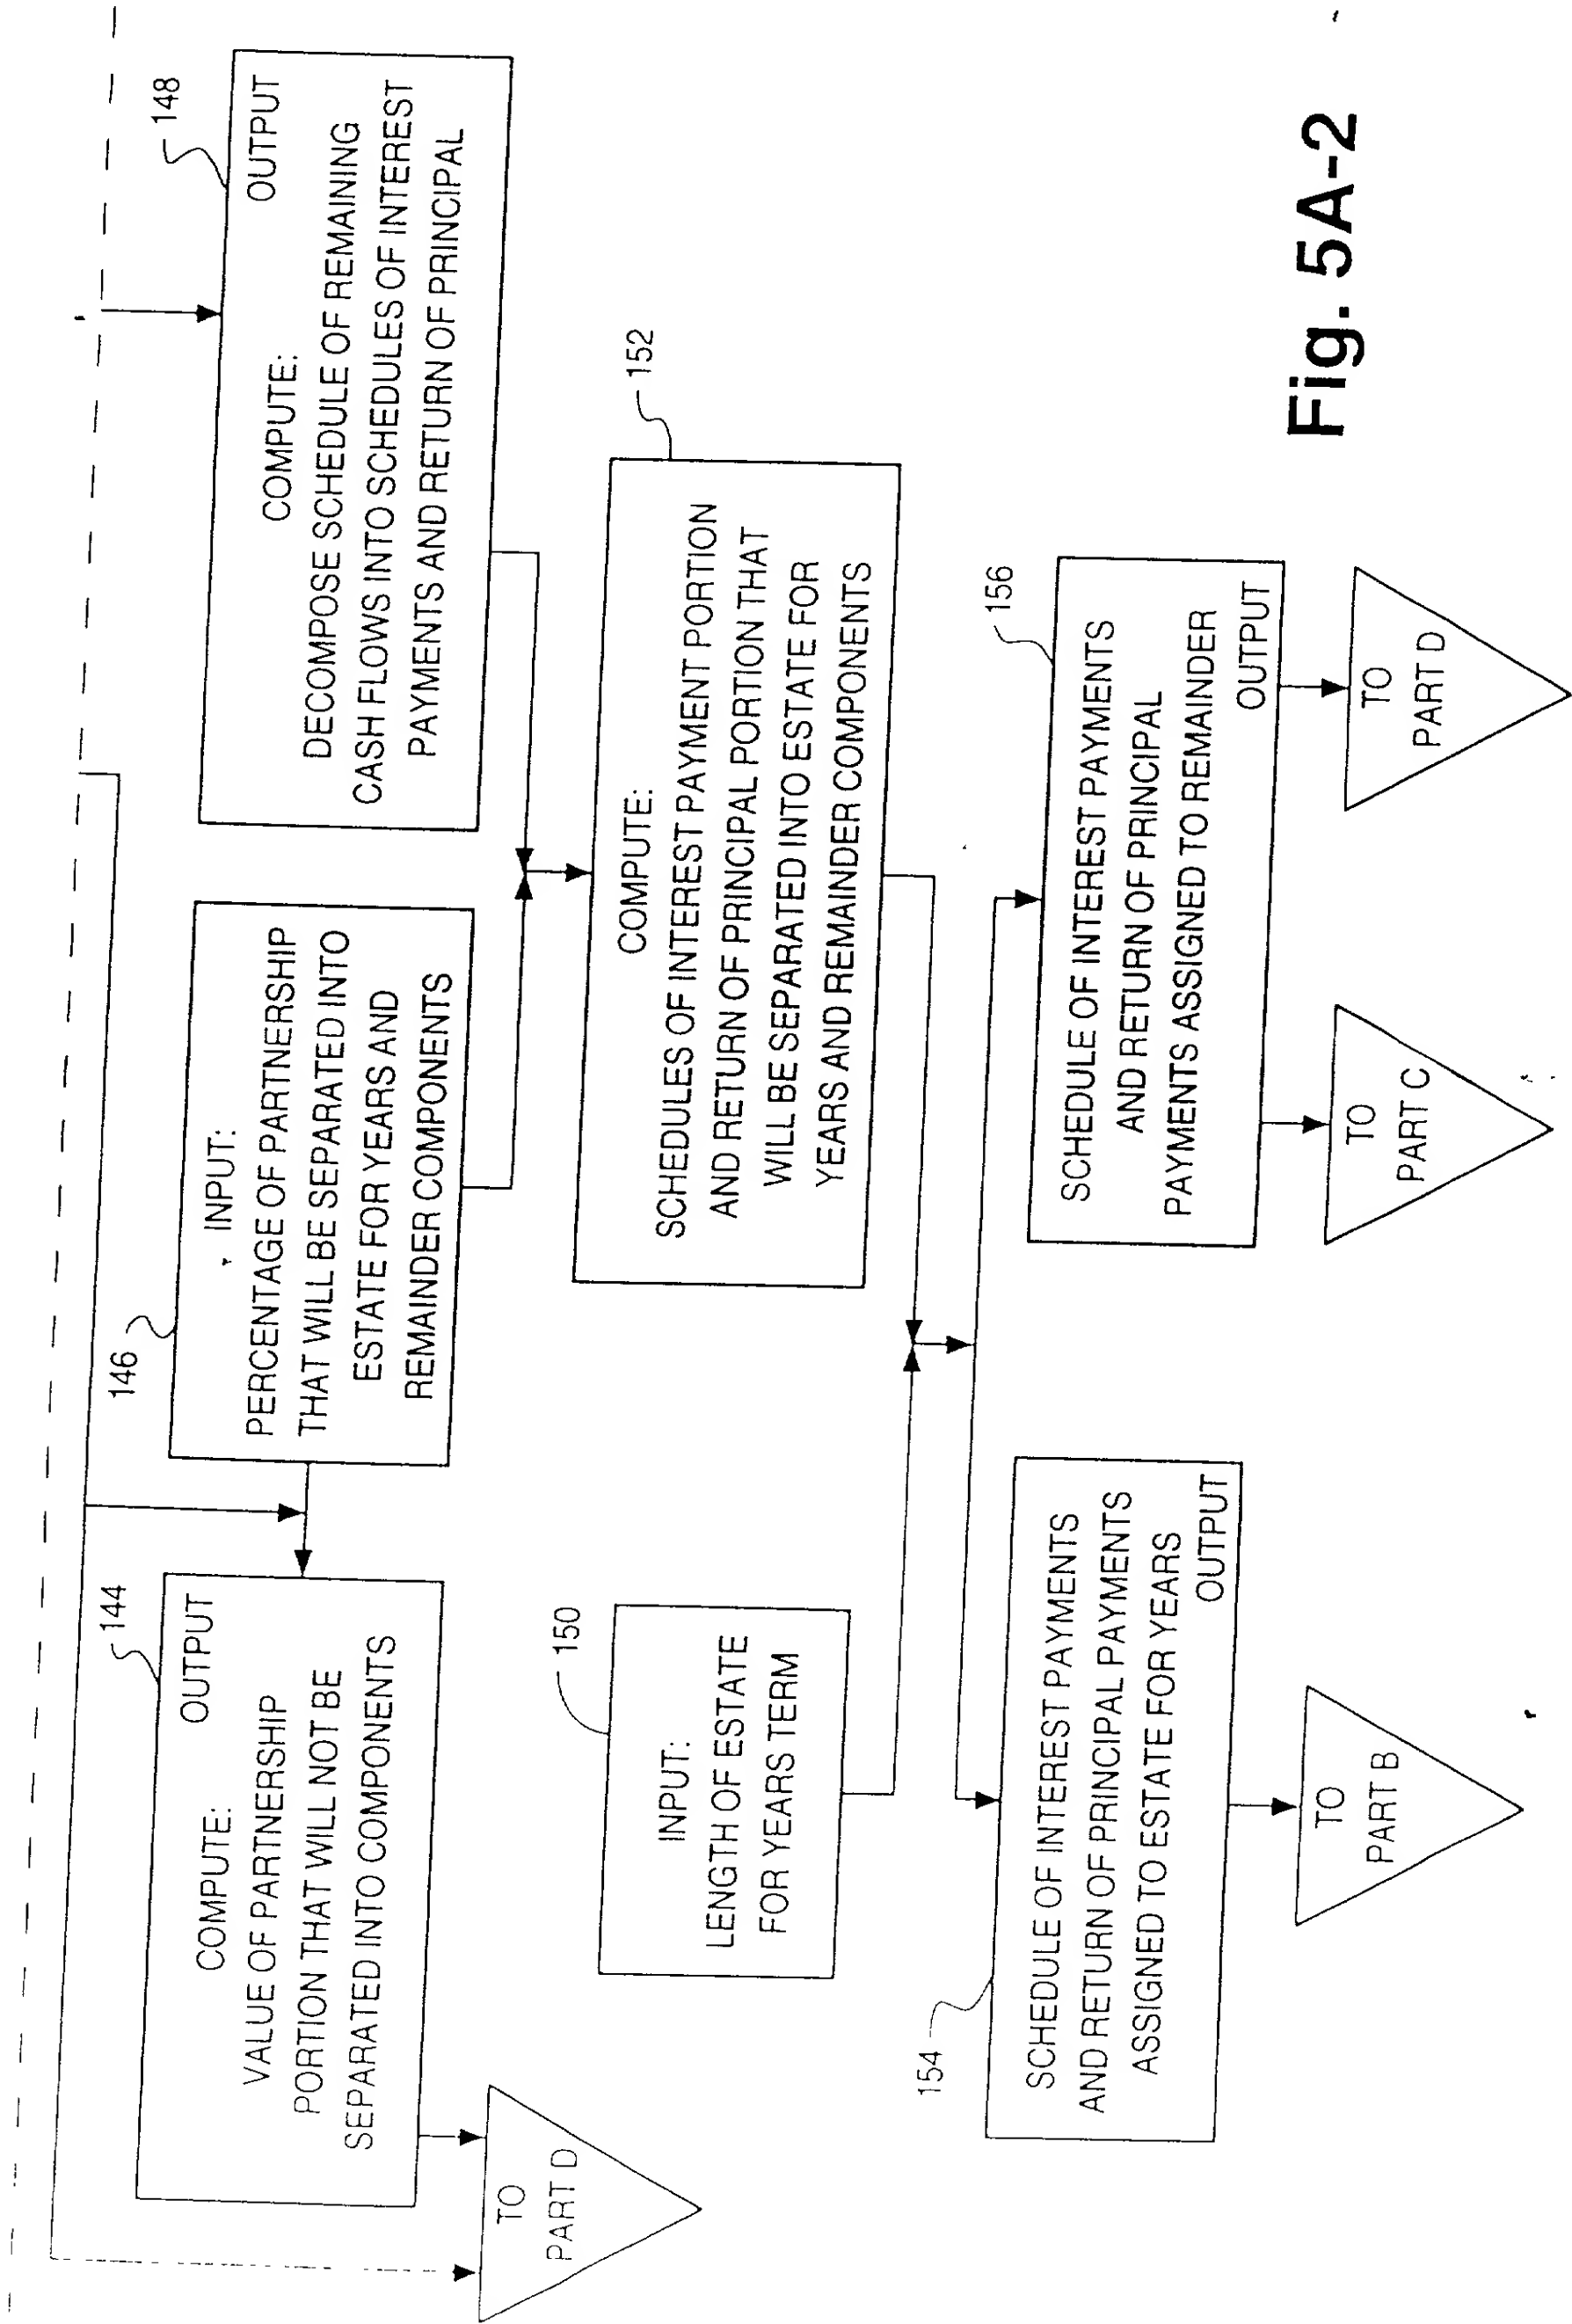 144
OUTPUT
COMPUTE:
VALUE OF PARTNERSHIP
PORTION THAT WILL NOT BE
SEPARATED INTO COMPONENTS
TO
PART D
146
INPUT:
PERCENTAGE OF PARTNERSHIP
THAT WILL BE SEPARATED INTO
ESTATE FOR YEARS AND
REMAINDER COMPONENTS
148
OUTPUT
COMPUTE:
DECOMPOSE SCHEDULE OF REMAINING
CASH FLOWS INTO SCHEDULES OF INTEREST
PAYMENTS AND RETURN OF PRINCIPAL
150
INPUT:
LENGTH OF ESTATE
FOR YEARS TERM
152
COMPUTE:
SCHEDULES OF INTEREST PAYMENT PORTION
AND RETURN OF PRINCIPAL PORTION THAT
WILL BE SEPARATED INTO ESTATE FOR
YEARS AND REMAINDER COMPONENTS
154
SCHEDULE OF INTEREST PAYMENTS
AND RETURN OF PRINCIPAL PAYMENTS
ASSIGNED TO ESTATE FOR YEARS
OUTPUT
TO
PART B
156
SCHEDULE OF INTEREST PAYMENTS
AND RETURN OF PRINCIPAL
PAYMENTS ASSIGNED TO REMAINDER
OUTPUT
TO
PART C
TO
PART D
Fig. 5A-2